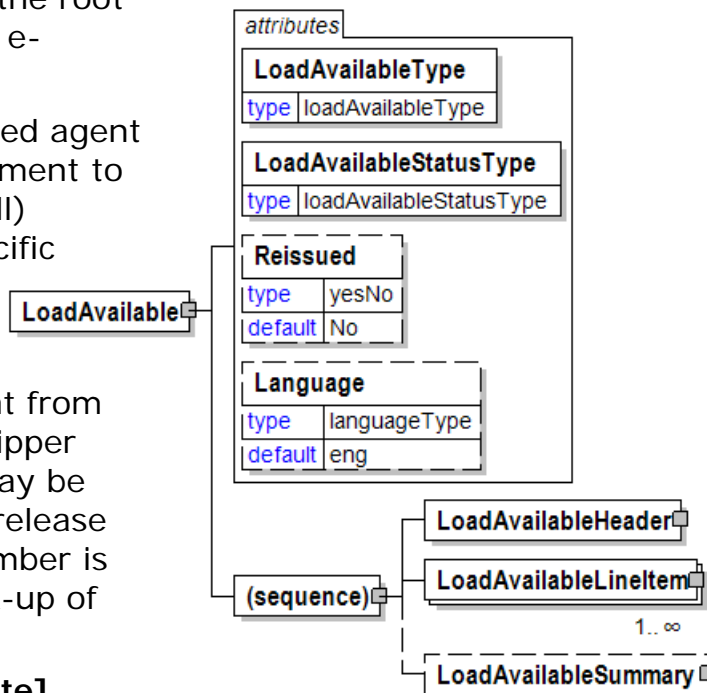 the root
e-
ed agent
ment to
ll)
cific
nt from
ipper
ay be
release
mber is
-up of
te]
LoadAvailable
attributes
LoadAvailableType
type loadAvailableType
LoadAvailableStatusType
type loadAvailableStatusType
Reissued
type yesNo
default No
Language
type languageType
default eng
(sequence)
LoadAvailableHeader
LoadAvailableLineItem
1.. ∞
LoadAvailableSummary